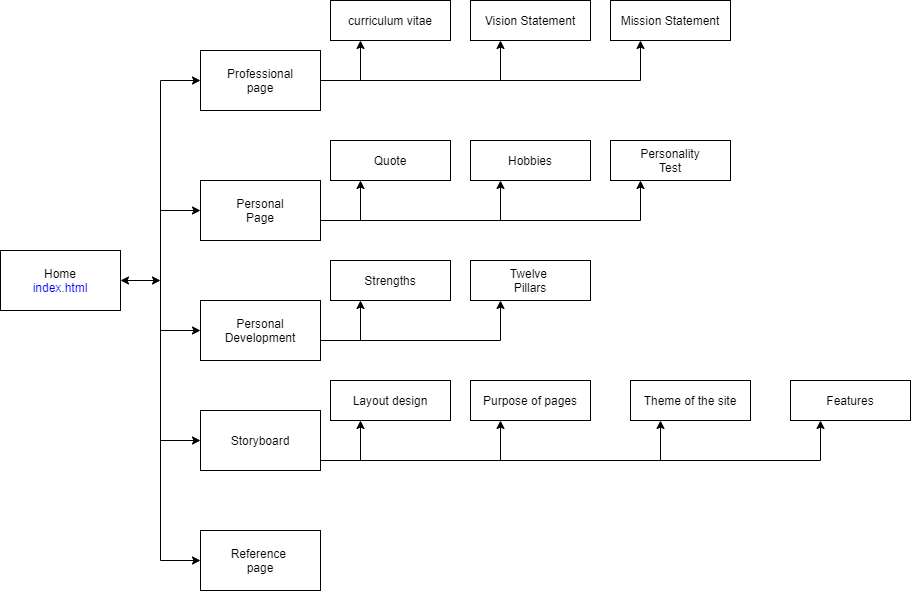 curriculum vitae
Vision Statement
Mission Statement
Professional
page
Quote
Hobbies
Personality
Test
Personal
Page
Home
index.html
Strengths
Twelve
Pillars
Personal
Development
Layout design
Purpose of pages
Theme of the site
Features
Storyboard
Reference
page